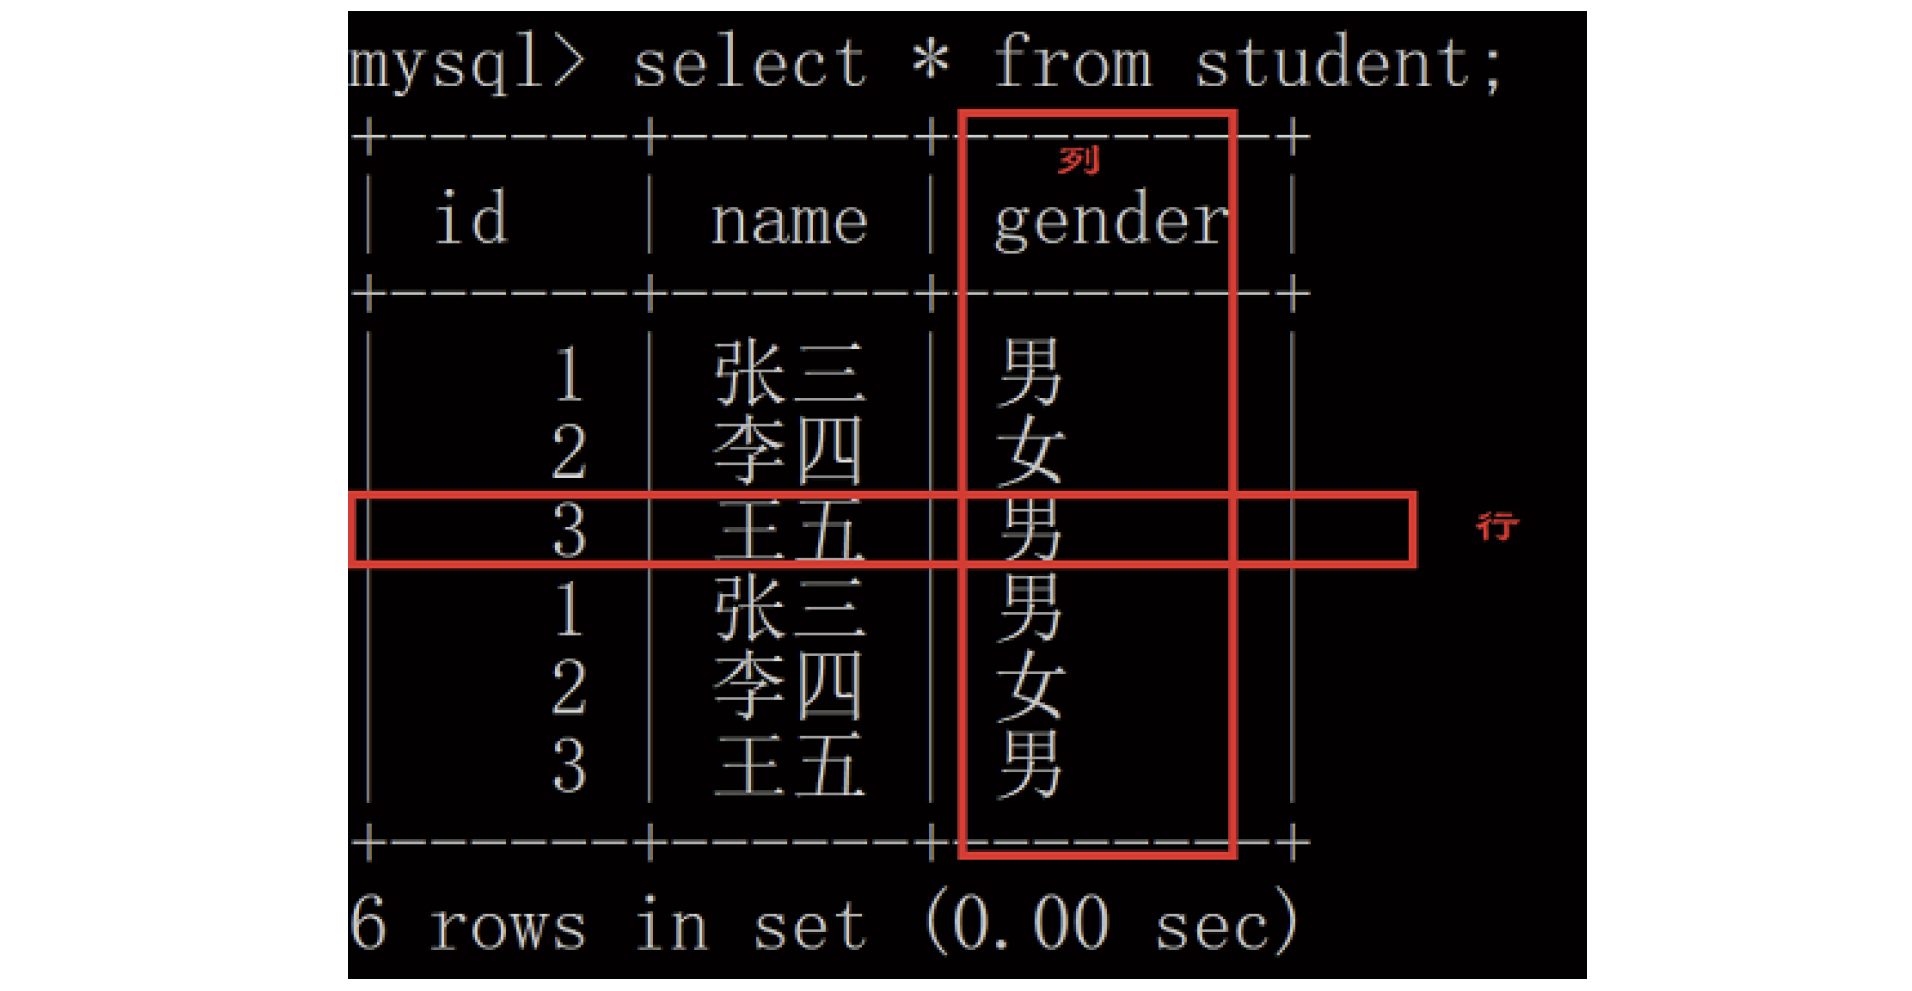 mysql> select * from student;
+------+------+--------+
列
| id | name | gender |
+------+------+--------+
| 1 | 张三 | 男 |
| 2 | 李四 | 女 |
| 3 | 王五 | 男 | 行
| 1 | 张三 | 男 |
| 2 | 李四 | 女 |
| 3 | 王五 | 男 |
+------+------+--------+
6 rows in set (0.00 sec)